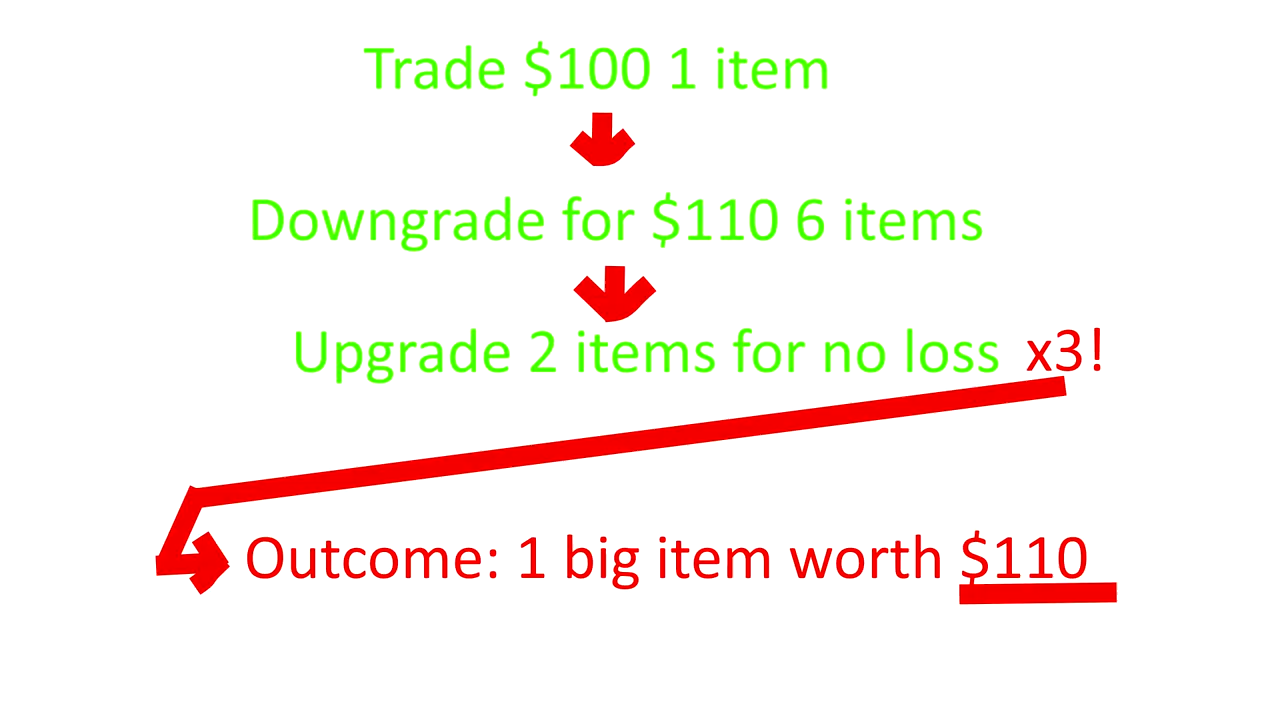 Trade $100 1 item
Downgrade for $110 6 items
Upgrade 2 items for no loss x3!
Outcome: 1 big item worth $110